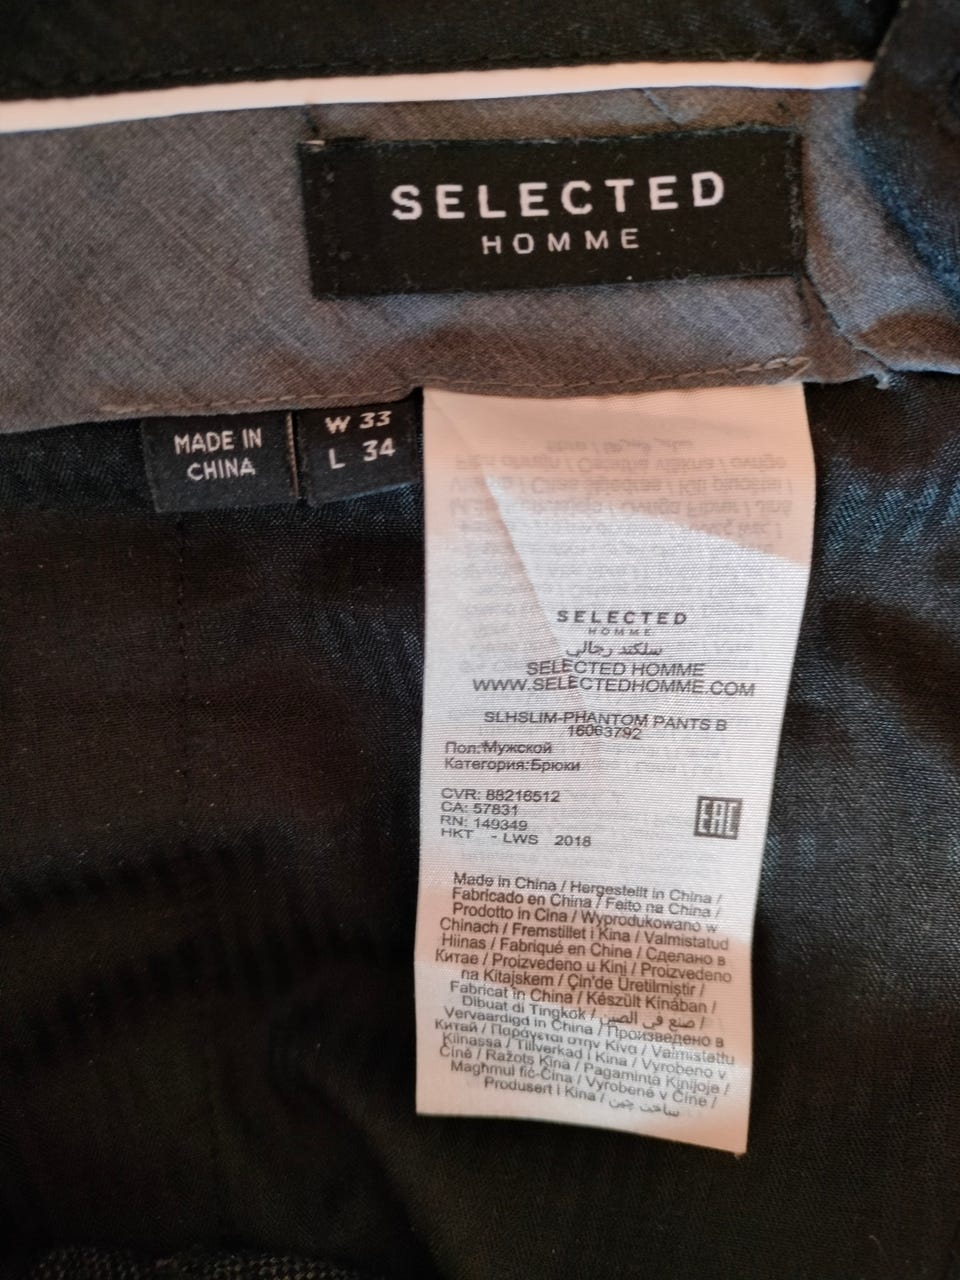 SELECTED
HOMME
MADE IN
CHINA
W 33
L 34
SELECTED
HOMME
سلكتد رجالي
SELECTED HOMME
WWW.SELECTEDHOMME.COM
SLHSLIM-PHANTOM PANTS B
16063792
Пол:Мужской
Категория:Брюки
CVR: 88216512
CA: 57831
RN: 149349
HKT - LWS 2018
EAC
Made in China / Hergestellt in China /
Fabricado en China / Feito na China /
Prodotto in Cina / Wyprodukowano w
Chinach / Fremstillet i Kina / Valmistatud
Hiinas / Fabriqué en Chine / Сделано в
Китае / Proizvedeno u Kini / Proizvedeno
na Kitajskem / Çin'de Üretilmiştir /
Fabricat în China / Készült Kínában /
Dibuat di Tingkok / صنع في الصين /
Vervaardigd in China / Произведено в
Китай / Παράγεται στην Κίνα / Valmistettu
Kiinassa / Tillverkad i Kina / Vyrobeno v
Číně / Ražots Ķīnā / Pagaminta Kinijoje /
Magħmul fiċ-Ċina / Vyrobené v Číne /
Produsert i Kina / ساخت چین